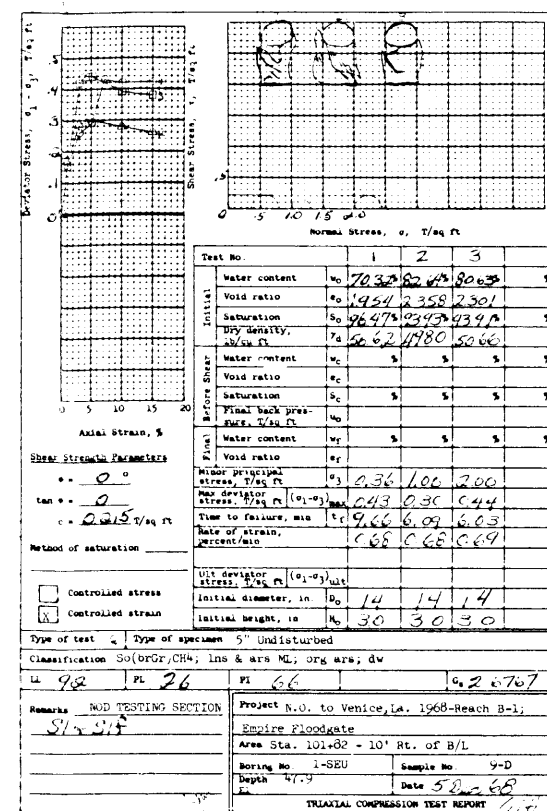 Deviator Stress, σ1 - σ3, T/sq ft
.4
.3
.1
0
0 5 10 15 20
Axial Strain, %
Shear Stress, τ, T/sq ft
.5
0 .5 1.0 1.5 2.0
Normal Stress, σ, T/sq ft
Test No. 1 2 3
Initial
Water content w₀ 70.32% 82.64% 80.63% %
Void ratio e₀ 1.954 2.358 2.301
Saturation S₀ 96.47% 93.93% 93.91% %
Dry density, lb/cu ft γd 50.62 49.80 50.66
Before Shear
Water content wc % % % %
Void ratio ec
Saturation Sc % % % %
Final back pressure, T/sq ft u₀
Final
Water content wf % % % %
Void ratio ef
Minor principal stress, T/sq ft σ3 0.36 1.00 2.00
Max deviator stress, T/sq ft (σ1-σ3)max 0.43 0.30 0.44
Time to failure, min tf 9.66 6.09 6.03
Rate of strain, percent/min 0.68 0.68 0.69
Ult deviator stress, T/sq ft (σ1-σ3)ult
Initial diameter, in. D₀ 1.4 1.4 1.4
Initial height, in H₀ 3.0 3.0 3.0
Shear Strength Parameters
φ = 0 °
tan φ = 0
c = 0.215 T/sq ft
Method of saturation
Controlled stress
X Controlled strain
Type of test Q Type of specimen 5" Undisturbed
Classification So(brGr,CH4; lns & ars ML; org ars; dw
LL 92 PL 26 PI 66 Gs 2.6767
Remarks NOD TESTING SECTION
Project N.O. to Venice, La. 1968-Reach B-1;
Empire Floodgate
Area Sta. 101+82 - 10' Rt. of B/L
Boring No. 1-SEU Sample No. 9-D
Depth El 47.9 Date 5 Dec 68
TRIAXIAL COMPRESSION TEST REPORT